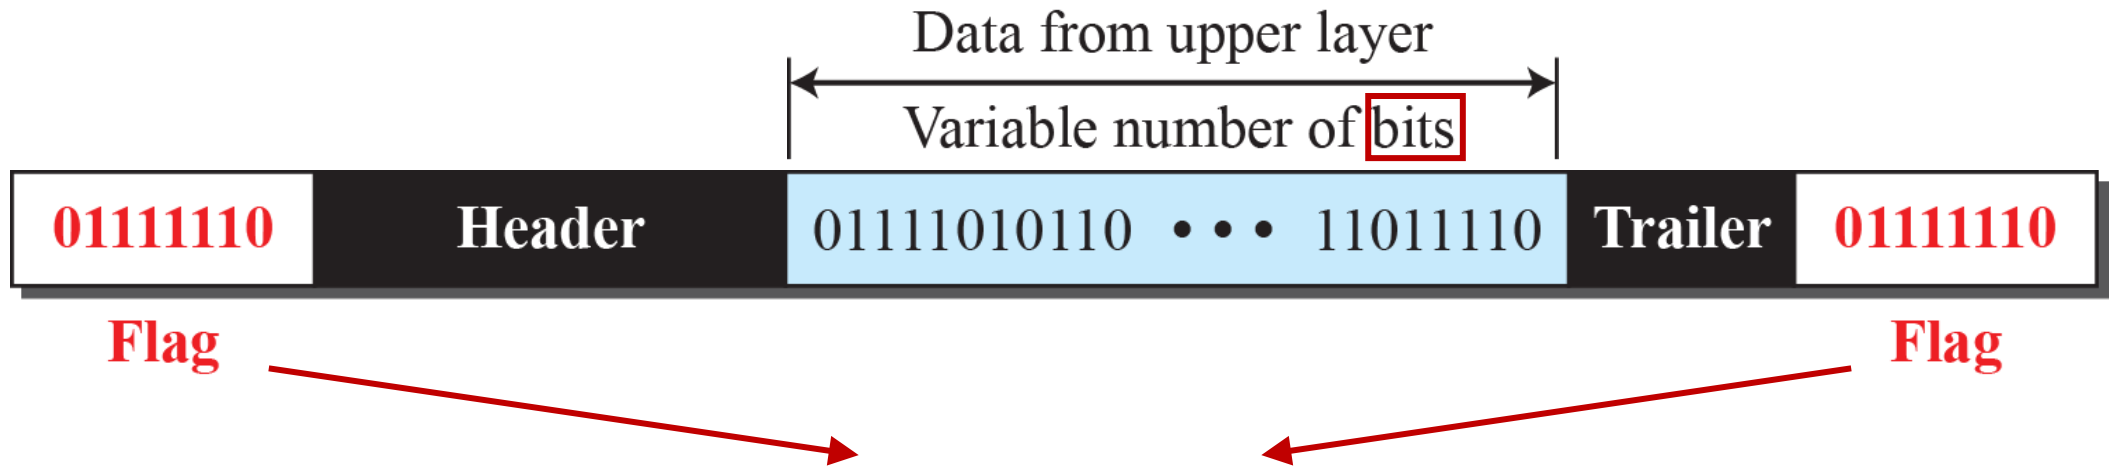 Data from upper layer
Variable number of bits
01111110 Header 01111010110 • • • 11011110 Trailer 01111110
Flag Flag